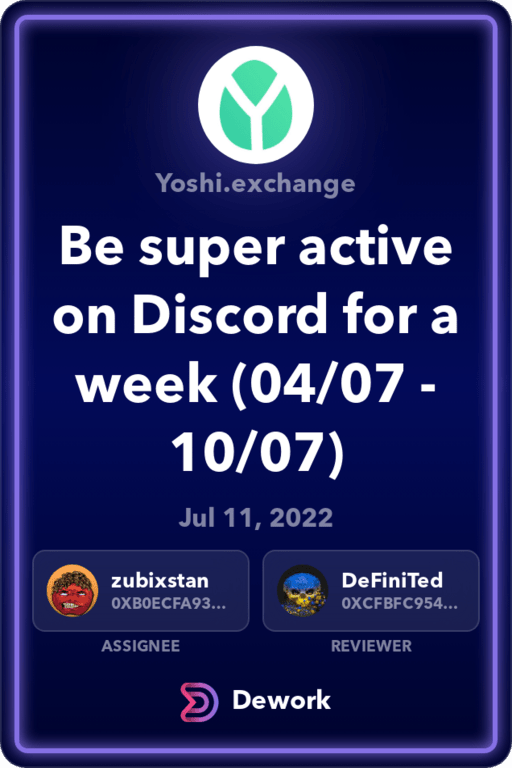 Yoshi.exchange
Be super active
on Discord for a
week (04/07 -
10/07)
Jul 11, 2022
zubixstan
0XB0ECFA93...
DeFiniTed
0XCFBFC954...
ASSIGNEE
REVIEWER
Dework